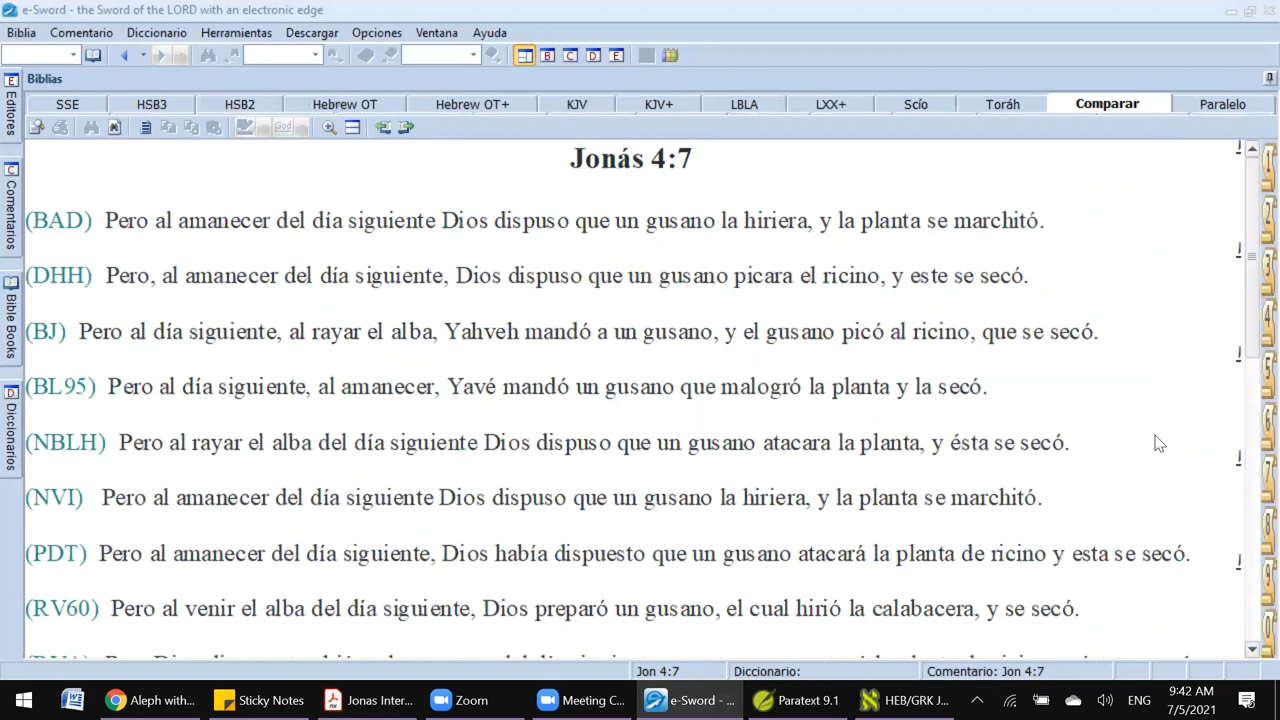 e-Sword - the Sword of the LORD with an electronic edge
Biblia Comentario Diccionario Herramientas Descargar Opciones Ventana Ayuda
B C D E
Biblias
SSE HSB3 HSB2 Hebrew OT Hebrew OT+ KJV KJV+ LBLA LXX+ Scío Toráh Comparar Paralelo
E Editores
C Comentarios
Bible Books
D Diccionarios
God
Jonás 4:7
(BAD) Pero al amanecer del día siguiente Dios dispuso que un gusano la hiriera, y la planta se marchitó.
(DHH) Pero, al amanecer del día siguiente, Dios dispuso que un gusano picara el ricino, y este se secó.
(BJ) Pero al día siguiente, al rayar el alba, Yahveh mandó a un gusano, y el gusano picó al ricino, que se secó.
(BL95) Pero al día siguiente, al amanecer, Yavé mandó un gusano que malogró la planta y la secó.
(NBLH) Pero al rayar el alba del día siguiente Dios dispuso que un gusano atacara la planta, y ésta se secó.
(NVI) Pero al amanecer del día siguiente Dios dispuso que un gusano la hiriera, y la planta se marchitó.
(PDT) Pero al amanecer del día siguiente, Dios había dispuesto que un gusano atacará la planta de ricino y esta se secó.
(RV60) Pero al venir el alba del día siguiente, Dios preparó un gusano, el cual hirió la calabacera, y se secó.
1
2
3
4
5
6
7
8
9
0
Jon 4:7 Diccionario: Comentario: Jon 4:7
Aleph with... Sticky Notes Jonas Inter... Zoom Meeting C... e-Sword - ... Paratext 9.1 HEB/GRK J... ENG 9:42 AM
7/5/2021